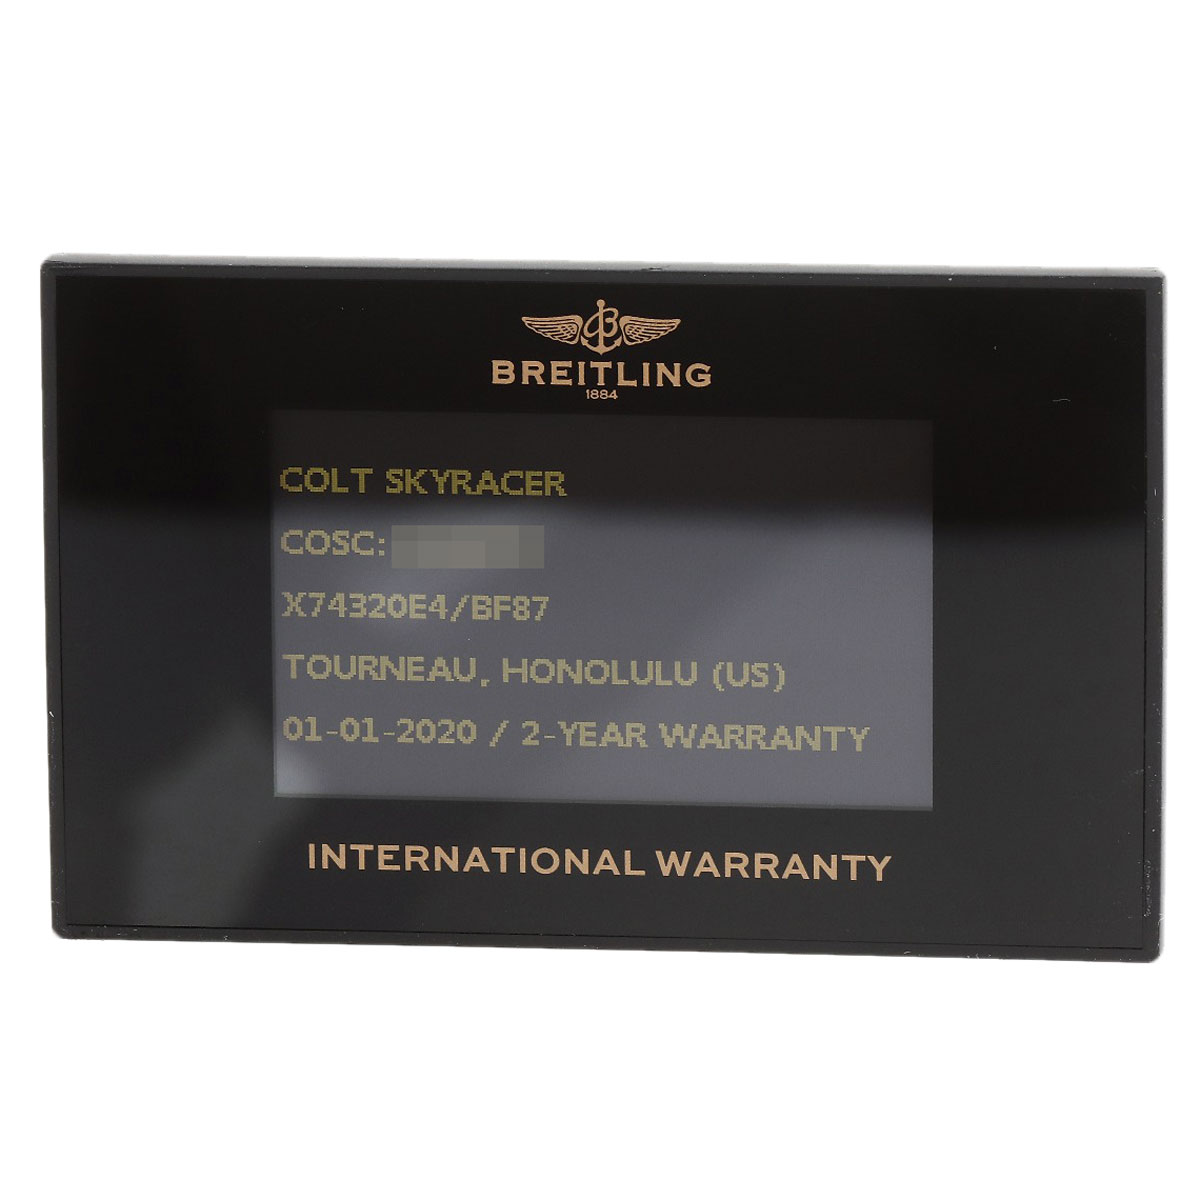 BREITLING
1884
COLT SKYRACER
COSC:
X74320E4/BF87
TOURNEAU, HONOLULU (US)
01-01-2020 / 2-YEAR WARRANTY
INTERNATIONAL WARRANTY